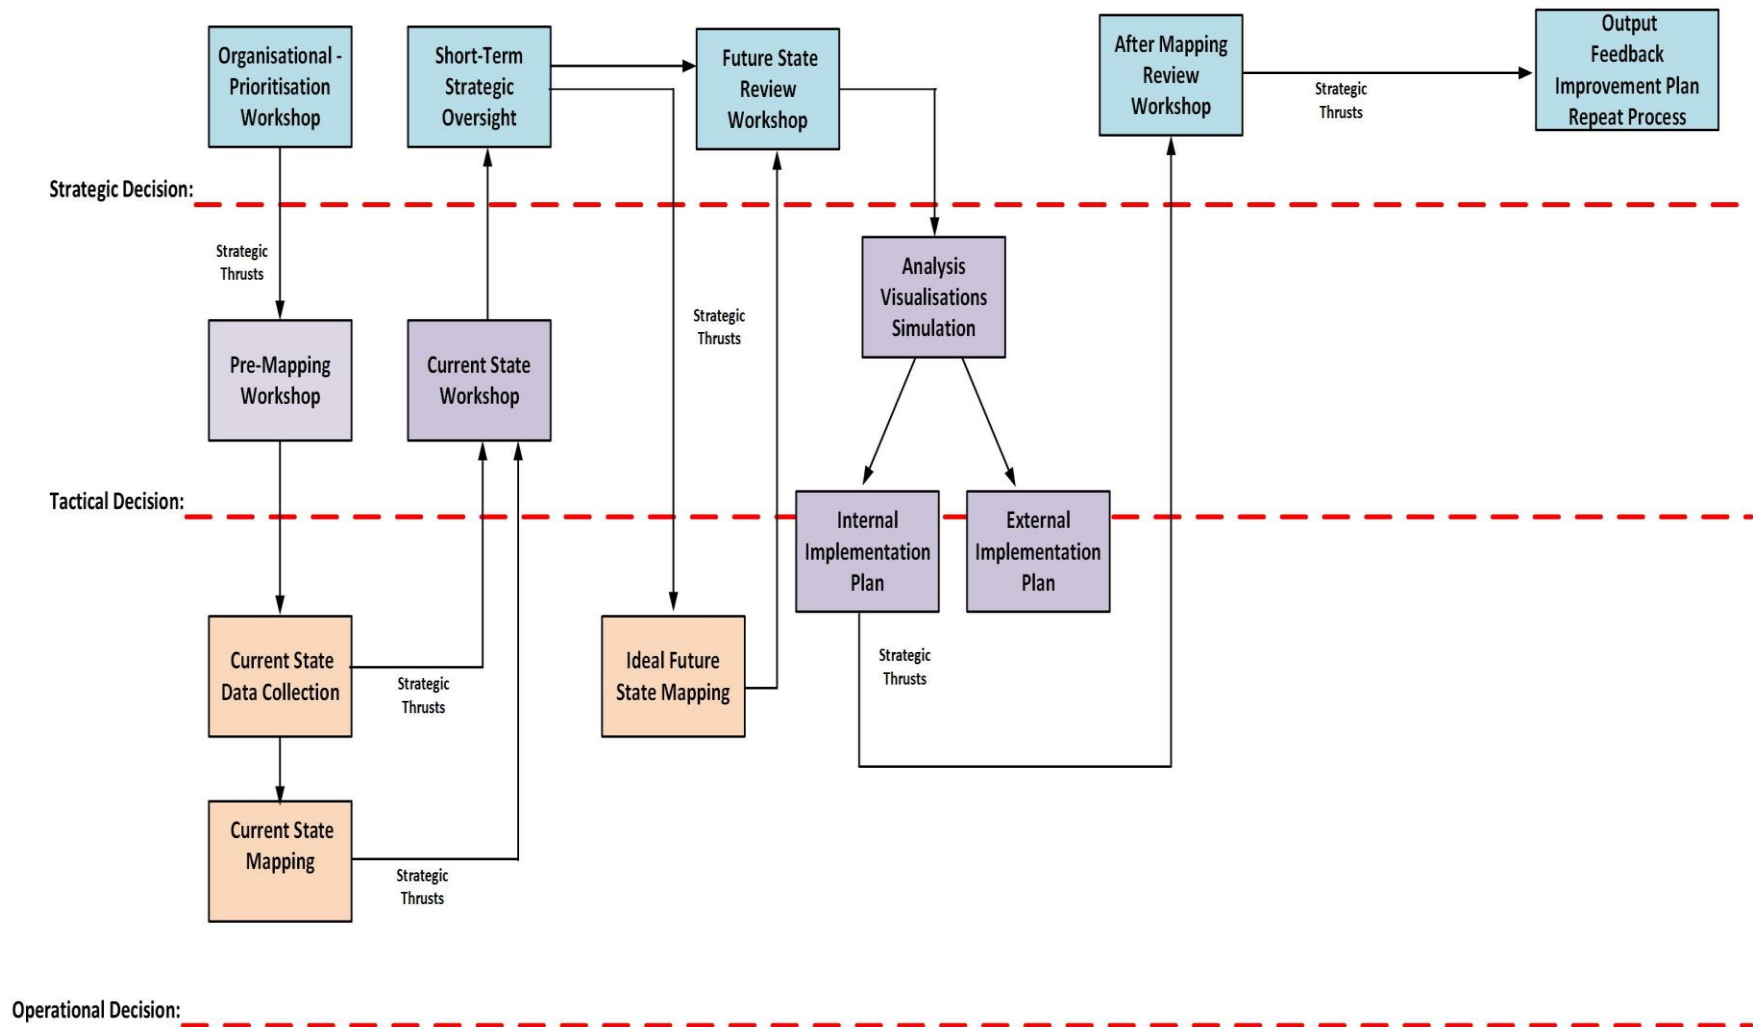 Organisational -
Prioritisation
Workshop
Short-Term
Strategic
Oversight
Future State
Review
Workshop
After Mapping
Review
Workshop
Strategic
Thrusts
Output
Feedback
Improvement Plan
Repeat Process
Strategic Decision:
Strategic
Thrusts
Analysis
Visualisations
Simulation
Strategic
Thrusts
Pre-Mapping
Workshop
Current State
Workshop
Tactical Decision:
Internal
Implementation
Plan
External
Implementation
Plan
Current State
Data Collection
Strategic
Thrusts
Ideal Future
State Mapping
Strategic
Thrusts
Current State
Mapping
Strategic
Thrusts
Operational Decision: